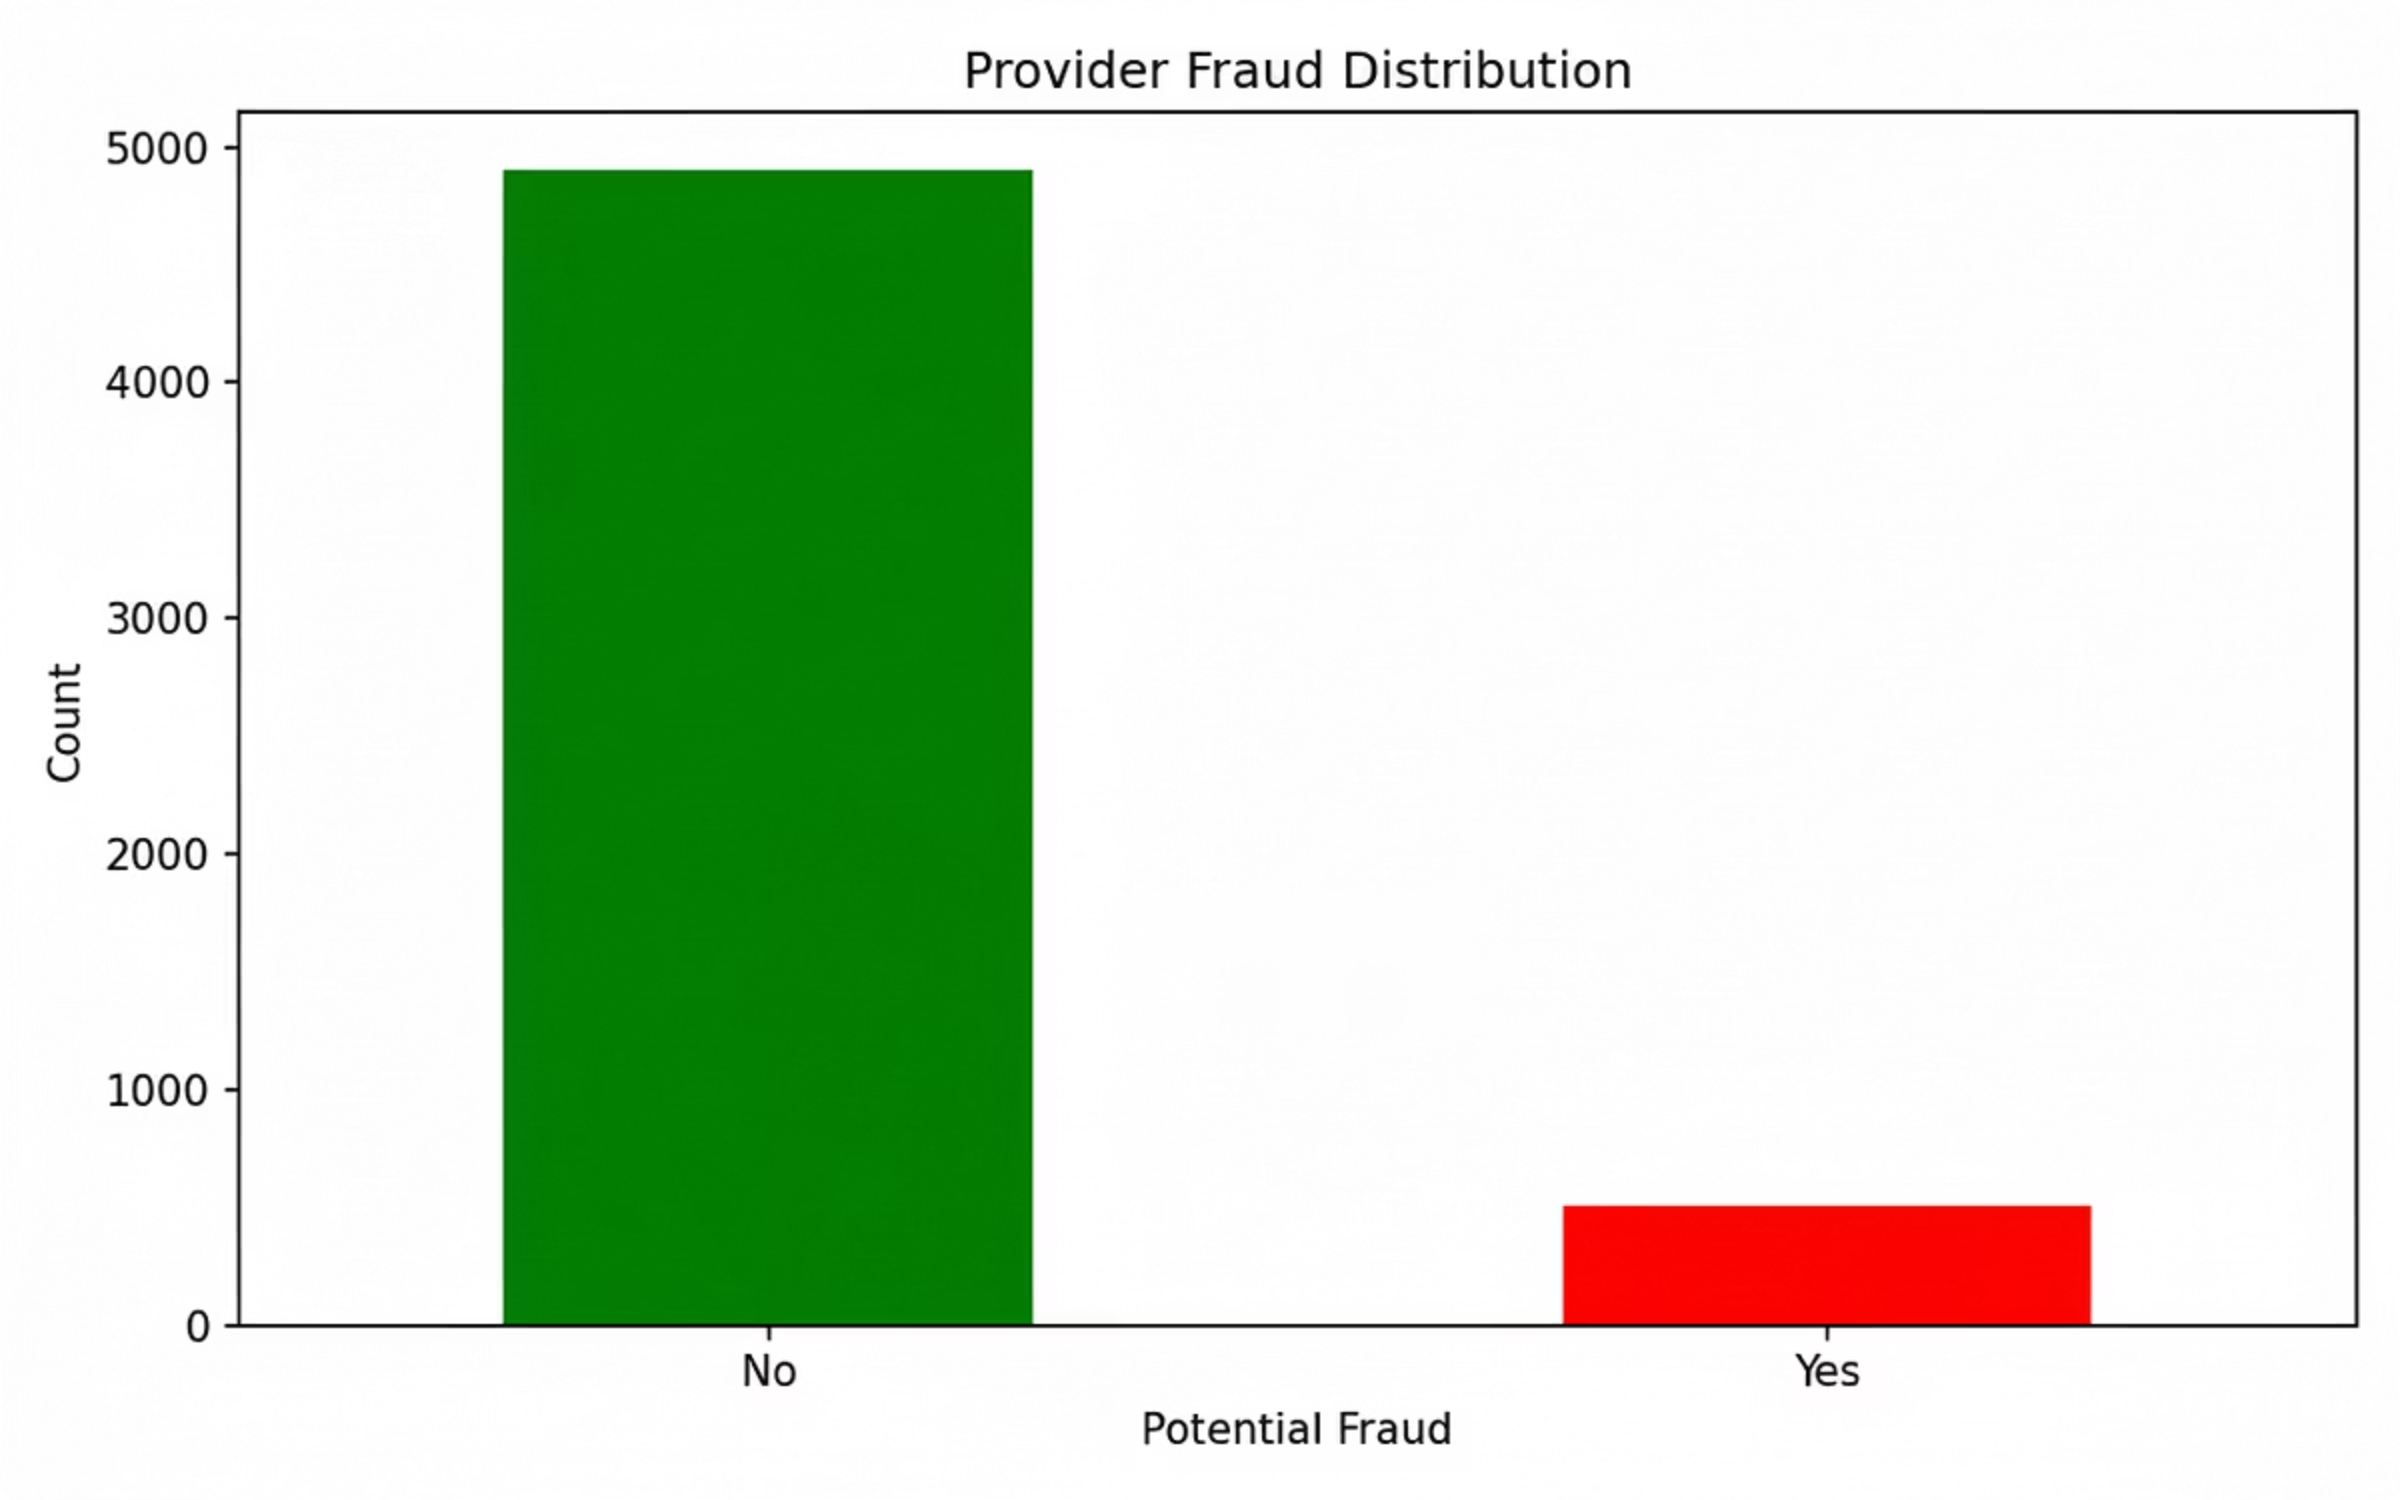 Provider Fraud Distribution
5000
4000
3000
2000
1000
0
Count
No
Yes
Potential Fraud